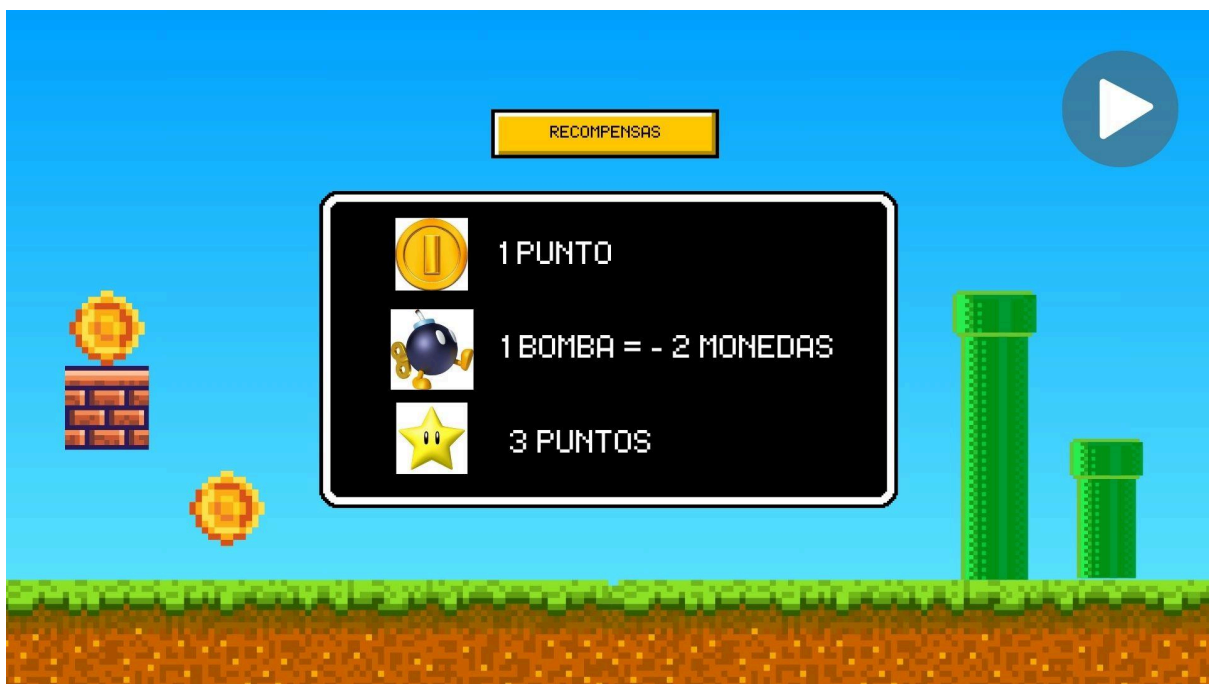 RECOMPENSAS
1 PUNTO
1 BOMBA = - 2 MONEDAS
3 PUNTOS